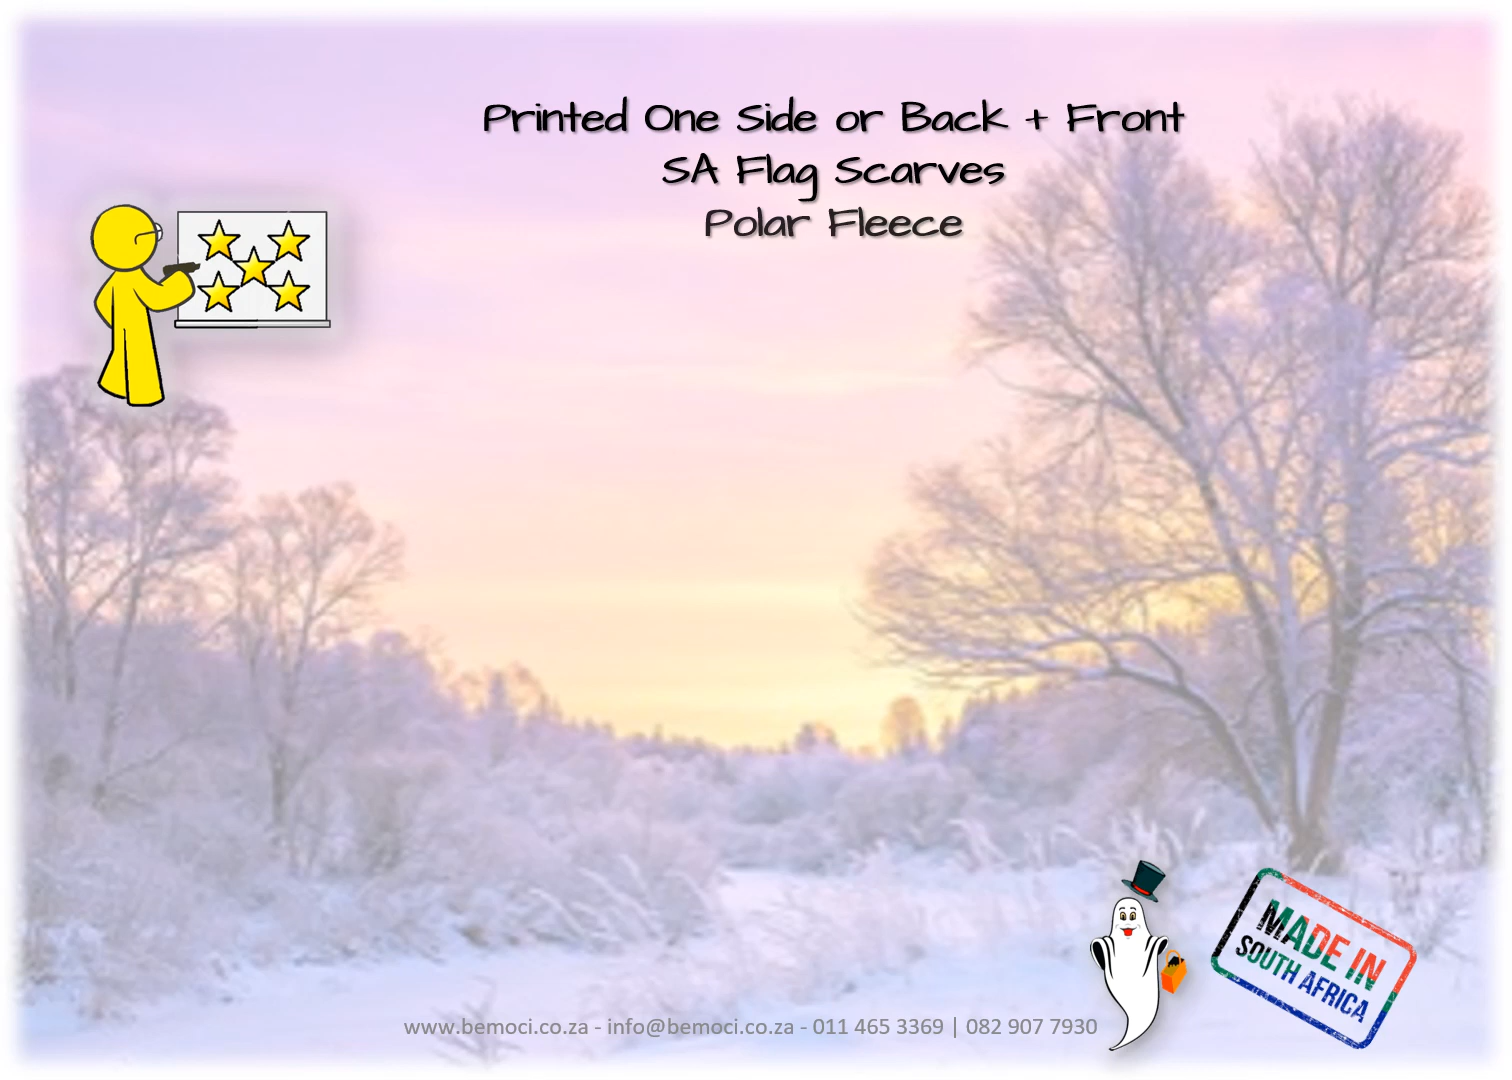 Printed One Side or Back + Front
SA Flag Scarves
Polar Fleece
MADE IN
SOUTH AFRICA
www.bemoci.co.za - info@bemoci.co.za - 011 465 3369 | 082 907 7930